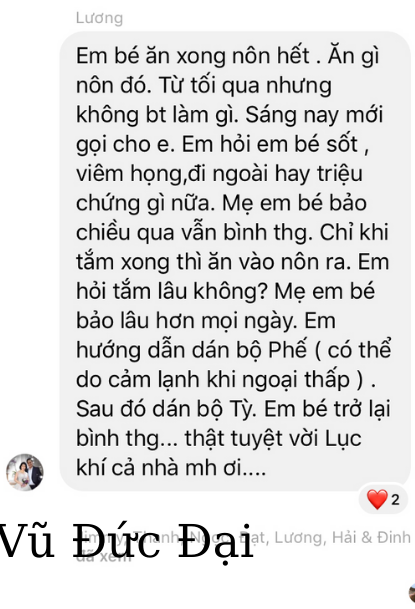 Lương
Em bé ăn xong nôn hết . Ăn gì
nôn đó. Từ tối qua nhưng
không bt làm gì. Sáng nay mới
gọi cho e. Em hỏi em bé sốt ,
viêm họng,đi ngoài hay triệu
chứng gì nữa. Mẹ em bé bảo
chiều qua vẫn bình thg. Chỉ khi
tắm xong thì ăn vào nôn ra. Em
hỏi tắm lâu không? Mẹ em bé
bảo lâu hơn mọi ngày. Em
hướng dẫn dán bộ Phế ( có thể
do cảm lạnh khi ngoại thấp ) .
Sau đó dán bộ Tỳ. Em bé trở lại
bình thg... thật tuyệt vời Lục
khí cả nhà mh ơi....
2
Thanh, Ngọc, Đạt, Lương, Hải & Đinh
đã xem
Vũ Đức Đại